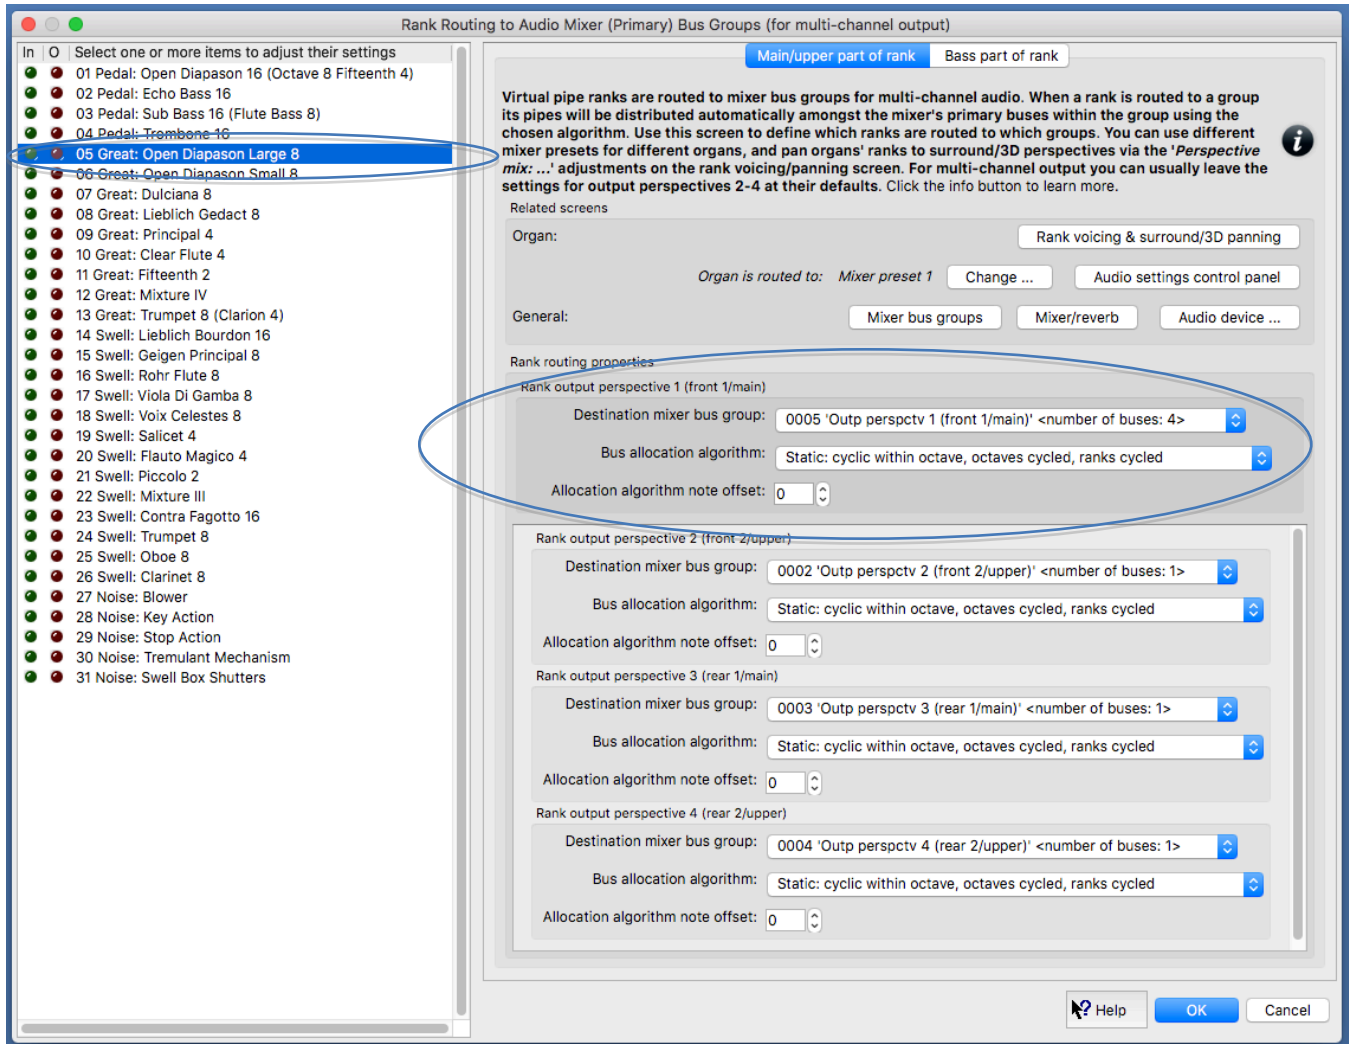 Rank Routing to Audio Mixer (Primary) Bus Groups (for multi-channel output)
In O Select one or more items to adjust their settings
01 Pedal: Open Diapason 16 (Octave 8 Fifteenth 4)
02 Pedal: Echo Bass 16
03 Pedal: Sub Bass 16 (Flute Bass 8)
04 Pedal: Trombone 16
05 Great: Open Diapason Large 8
06 Great: Open Diapason Small 8
07 Great: Dulciana 8
08 Great: Lieblich Gedact 8
09 Great: Principal 4
10 Great: Clear Flute 4
11 Great: Fifteenth 2
12 Great: Mixture IV
13 Great: Trumpet 8 (Clarion 4)
14 Swell: Lieblich Bourdon 16
15 Swell: Geigen Principal 8
16 Swell: Rohr Flute 8
17 Swell: Viola Di Gamba 8
18 Swell: Voix Celestes 8
19 Swell: Salicet 4
20 Swell: Flauto Magico 4
21 Swell: Piccolo 2
22 Swell: Mixture III
23 Swell: Contra Fagotto 16
24 Swell: Trumpet 8
25 Swell: Oboe 8
26 Swell: Clarinet 8
27 Noise: Blower
28 Noise: Key Action
29 Noise: Stop Action
30 Noise: Tremulant Mechanism
31 Noise: Swell Box Shutters
Main/upper part of rank Bass part of rank
Virtual pipe ranks are routed to mixer bus groups for multi-channel audio. When a rank is routed to a group
its pipes will be distributed automatically amongst the mixer's primary buses within the group using the
chosen algorithm. Use this screen to define which ranks are routed to which groups. You can use different
mixer presets for different organs, and pan organs' ranks to surround/3D perspectives via the 'Perspective
mix: ...' adjustments on the rank voicing/panning screen. For multi-channel output you can usually leave the
settings for output perspectives 2-4 at their defaults. Click the info button to learn more.
Related screens
Organ: Rank voicing & surround/3D panning
Organ is routed to: Mixer preset 1 Change ... Audio settings control panel
General: Mixer bus groups Mixer/reverb Audio device ...
Rank routing properties
Rank output perspective 1 (front 1/main)
Destination mixer bus group: 0005 'Outp perspctv 1 (front 1/main)' <number of buses: 4>
Bus allocation algorithm: Static: cyclic within octave, octaves cycled, ranks cycled
Allocation algorithm note offset: 0
Rank output perspective 2 (front 2/upper)
Destination mixer bus group: 0002 'Outp perspctv 2 (front 2/upper)' <number of buses: 1>
Bus allocation algorithm: Static: cyclic within octave, octaves cycled, ranks cycled
Allocation algorithm note offset: 0
Rank output perspective 3 (rear 1/main)
Destination mixer bus group: 0003 'Outp perspctv 3 (rear 1/main)' <number of buses: 1>
Bus allocation algorithm: Static: cyclic within octave, octaves cycled, ranks cycled
Allocation algorithm note offset: 0
Rank output perspective 4 (rear 2/upper)
Destination mixer bus group: 0004 'Outp perspctv 4 (rear 2/upper)' <number of buses: 1>
Bus allocation algorithm: Static: cyclic within octave, octaves cycled, ranks cycled
Allocation algorithm note offset: 0
Help OK Cancel